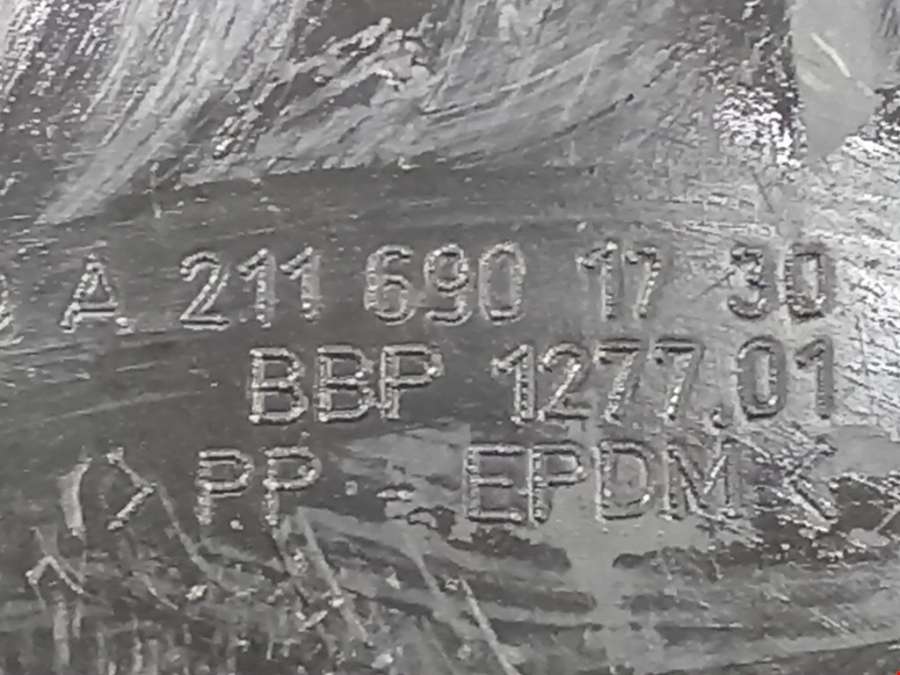 A 211 690 17 30
BBP 1277.01
> PP - EPDM <